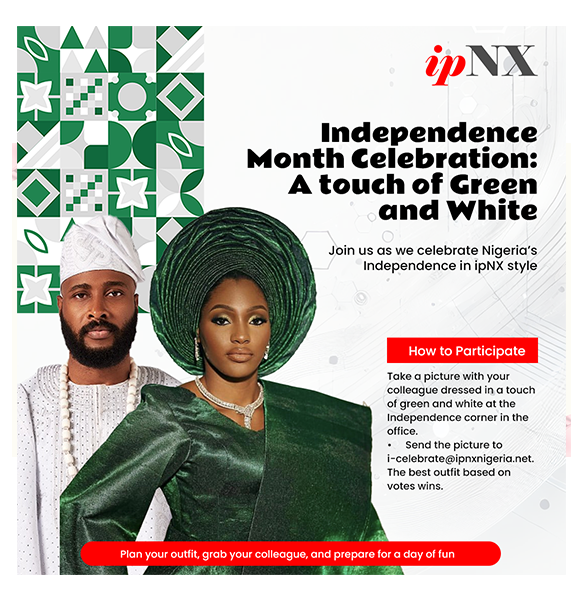 ipNX
Independence
Month Celebration:
A touch of Green
and White
Join us as we celebrate Nigeria's
Independence in ipNX style
How to Participate
Take a picture with your
colleague dressed in a touch
of green and white at the
Independence corner in the
office.
• Send the picture to
i-celebrate@ipnxnigeria.net.
The best outfit based on
votes wins.
Plan your outfit, grab your colleague, and prepare for a day of fun